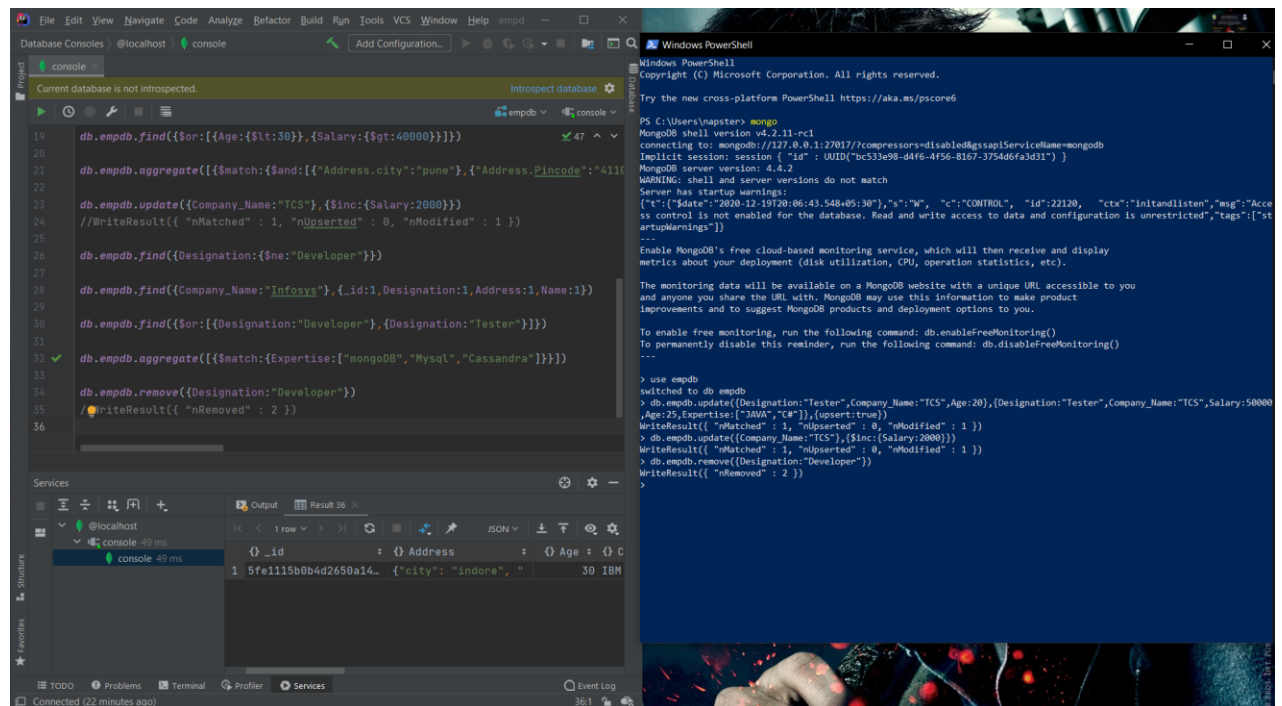 File Edit View Navigate Code Analyze Refactor Build Run Tools VCS Window Help empd
Database Consoles @localhost console
Add Configuration...
Project
console
Current database is not introspected.
Introspect database
Database
empdb
console
19 db.empdb.find({$or:[{Age:{$lt:30}},{Salary:{$gt:40000}}]})
47
20
21 db.empdb.aggregate([{$match:{$and:[{"Address.city":"pune"},{"Address.Pincode":"4110
22
23 db.empdb.update({Company_Name:"TCS"},{$inc:{Salary:2000}})
24 //WriteResult({ "nMatched" : 1, "nUpserted" : 0, "nModified" : 1 })
25
26 db.empdb.find({Designation:{$ne:"Developer"}})
27
28 db.empdb.find({Company_Name:"Infosys"},{_id:1,Designation:1,Address:1,Name:1})
29
30 db.empdb.find({$or:[{Designation:"Developer"},{Designation:"Tester"}]})
31
32 db.empdb.aggregate([{$match:{Expertise:["mongoDB","Mysql","Cassandra"]}}])
33
34 db.empdb.remove({Designation:"Developer"})
35 /WriteResult({ "nRemoved" : 2 })
36
Services
Output
Result 36
@localhost
1 row
JSON
console 49 ms
console 49 ms
{} _id {} Address {} Age {} C
1 5fe1115b0b4d2650a14… {"city": "indore", " 30 IBM
Structure
Favorites
TODO Problems Terminal Profiler Services Event Log
Connected (22 minutes ago)
36:1
Windows PowerShell
Windows PowerShell
Copyright (C) Microsoft Corporation. All rights reserved.
Try the new cross-platform PowerShell https://aka.ms/pscore6
PS C:\Users\napster> mongo
MongoDB shell version v4.2.11-rc1
connecting to: mongodb://127.0.0.1:27017/?compressors=disabled&gssapiServiceName=mongodb
Implicit session: session { "id" : UUID("bc533e98-d4f6-4f56-8167-3754d6fa3d31") }
MongoDB server version: 4.4.2
WARNING: shell and server versions do not match
Server has startup warnings:
{"t":{"$date":"2020-12-19T20:06:43.548+05:30"},"s":"W", "c":"CONTROL", "id":22120, "ctx":"initandlisten","msg":"Acce
ss control is not enabled for the database. Read and write access to data and configuration is unrestricted","tags":["st
artupWarnings"]}
---
Enable MongoDB's free cloud-based monitoring service, which will then receive and display
metrics about your deployment (disk utilization, CPU, operation statistics, etc).
The monitoring data will be available on a MongoDB website with a unique URL accessible to you
and anyone you share the URL with. MongoDB may use this information to make product
improvements and to suggest MongoDB products and deployment options to you.
To enable free monitoring, run the following command: db.enableFreeMonitoring()
To permanently disable this reminder, run the following command: db.disableFreeMonitoring()
---
> use empdb
switched to db empdb
> db.empdb.update({Designation:"Tester",Company_Name:"TCS",Age:20},{Designation:"Tester",Company_Name:"TCS",Salary:50000
,Age:25,Expertise:["JAVA","C#"]},{upsert:true})
WriteResult({ "nMatched" : 1, "nUpserted" : 0, "nModified" : 1 })
> db.empdb.update({Company_Name:"TCS"},{$inc:{Salary:2000}})
WriteResult({ "nMatched" : 1, "nUpserted" : 0, "nModified" : 1 })
> db.empdb.remove({Designation:"Developer"})
WriteResult({ "nRemoved" : 2 })
>